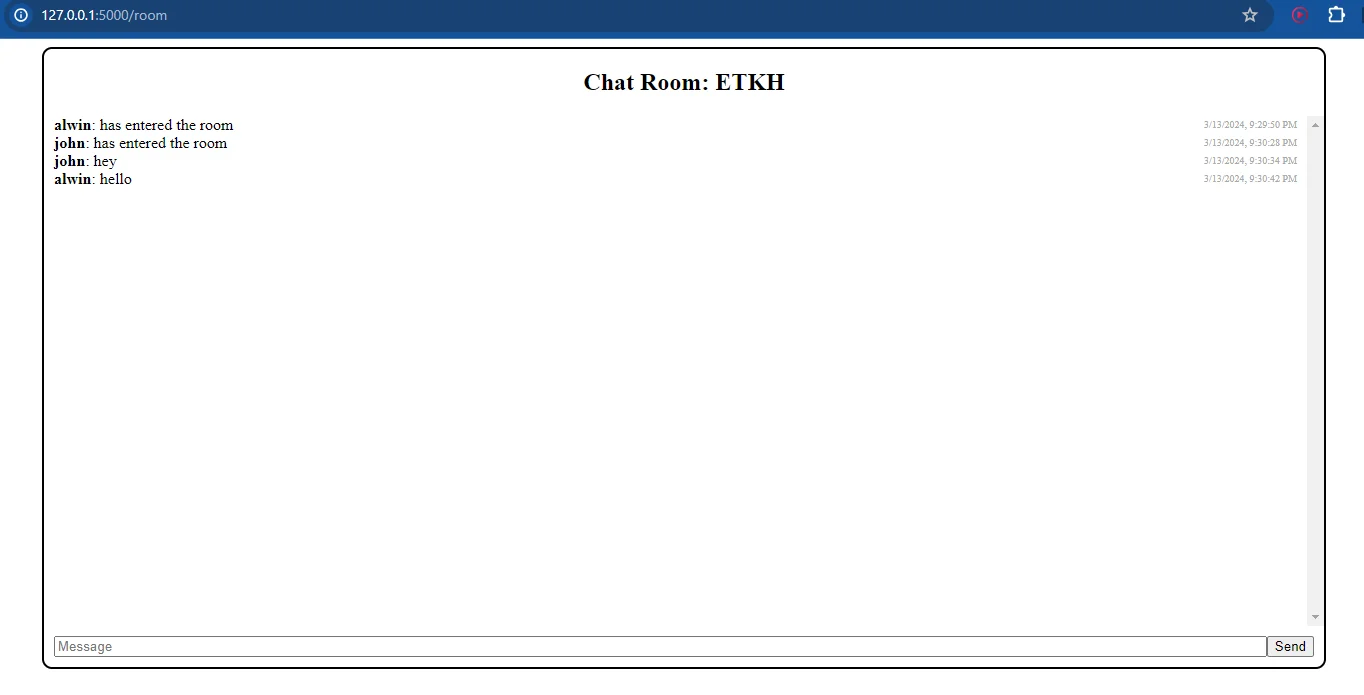 127.0.0.1:5000/room
Chat Room: ETKH
alwin: has entered the room 3/13/2024, 9:29:50 PM
john: has entered the room 3/13/2024, 9:30:28 PM
john: hey 3/13/2024, 9:30:34 PM
alwin: hello 3/13/2024, 9:30:42 PM
Message Send